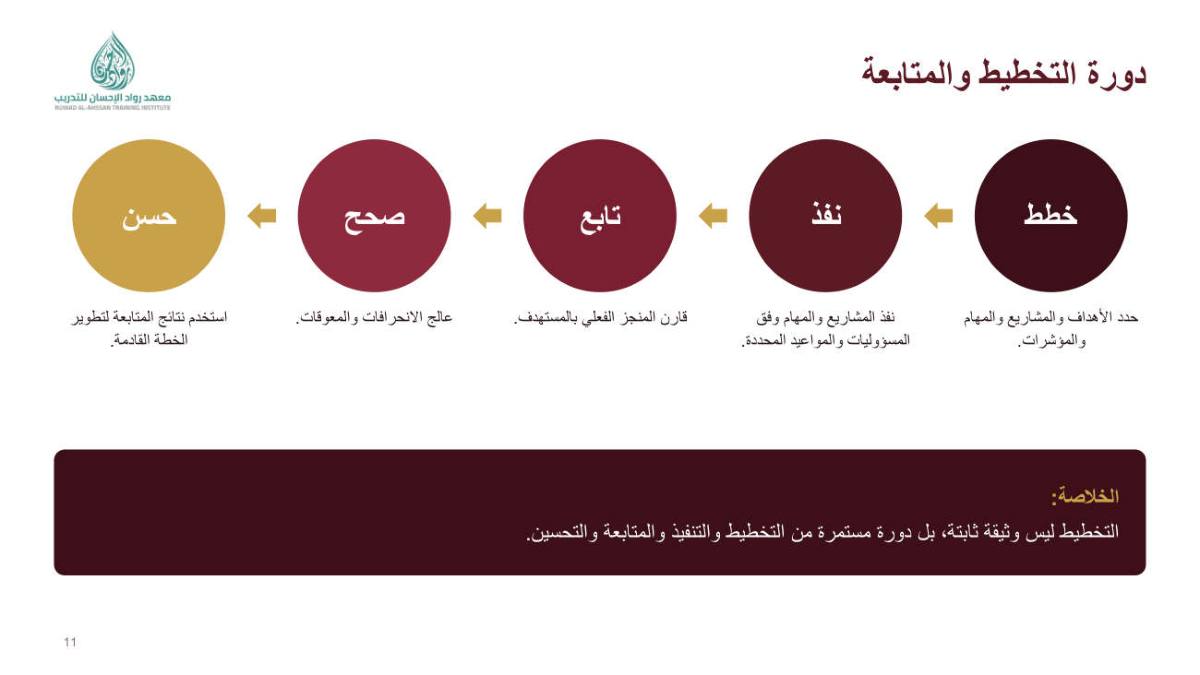 دورة التخطيط والمتابعة
معهد رواد الإحسان للتدريب
RUWAD AL-AHSSAN TRAINING INSTITUTE
خطط
نفذ
تابع
صحح
حسن
حدد الأهداف والمشاريع والمهام
والمؤشرات.
نفذ المشاريع والمهام وفق
المسؤوليات والمواعيد المحددة.
قارن المنجز الفعلي بالمستهدف.
عالج الانحرافات والمعوقات.
استخدم نتائج المتابعة لتطوير
الخطة القادمة.
الخلاصة:
التخطيط ليس وثيقة ثابتة، بل دورة مستمرة من التخطيط والتنفيذ والمتابعة والتحسين.
11